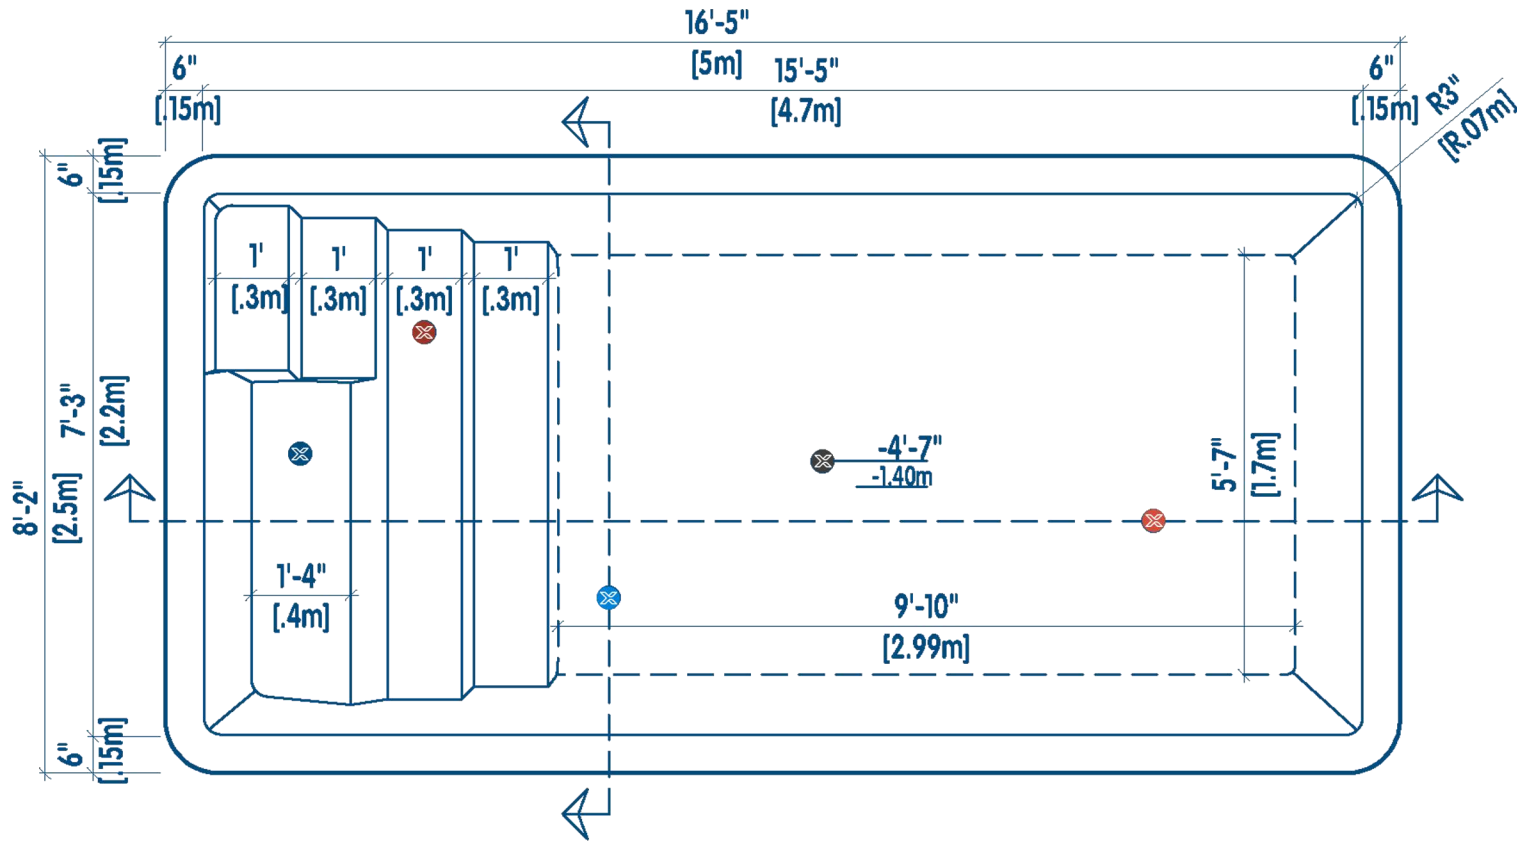 16'-5"
[5m]
6"
[.15m]
15'-5"
[4.7m]
6"
[.15m]
R3"
[R.07m]
6"
[.15m]
1'
[.3m]
1'
[.3m]
1'
[.3m]
1'
[.3m]
7'-3"
[2.2m]
8'-2"
[2.5m]
-4'-7"
-1.40m
5'-7"
[1.7m]
1'-4"
[.4m]
9'-10"
[2.99m]
6"
[.15m]